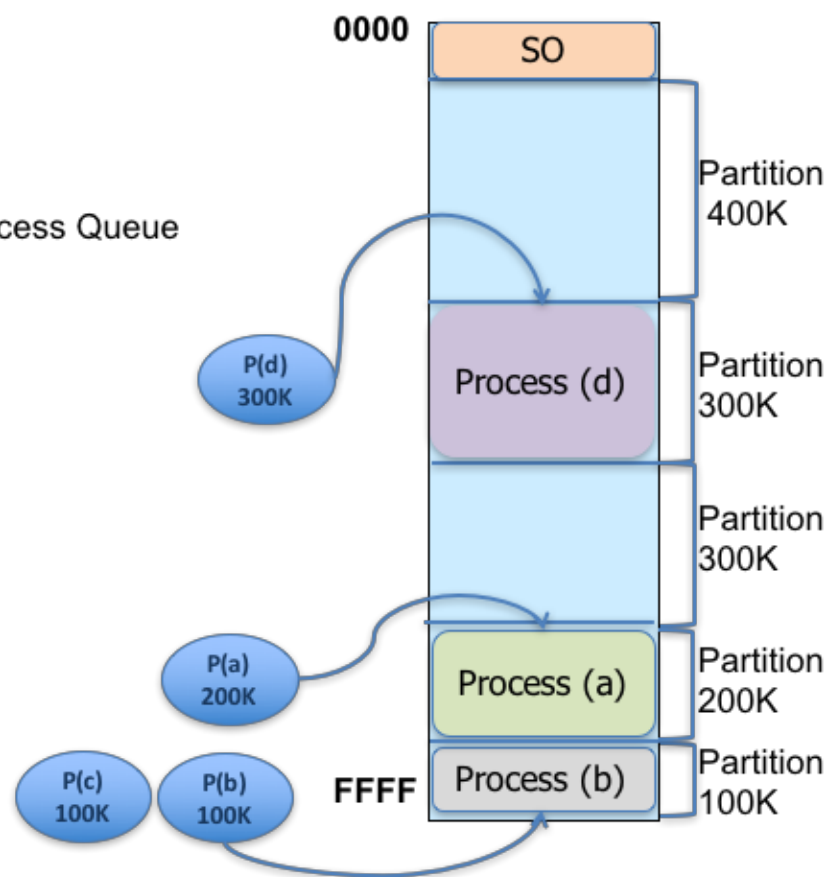 0000
SO
Partition
400K
Queue
P(d)
300K
Process (d)
Partition
300K
Partition
300K
P(a)
200K
Process (a)
Partition
200K
P(c)
100K
P(b)
100K
FFFF
Process (b)
Partition
100K